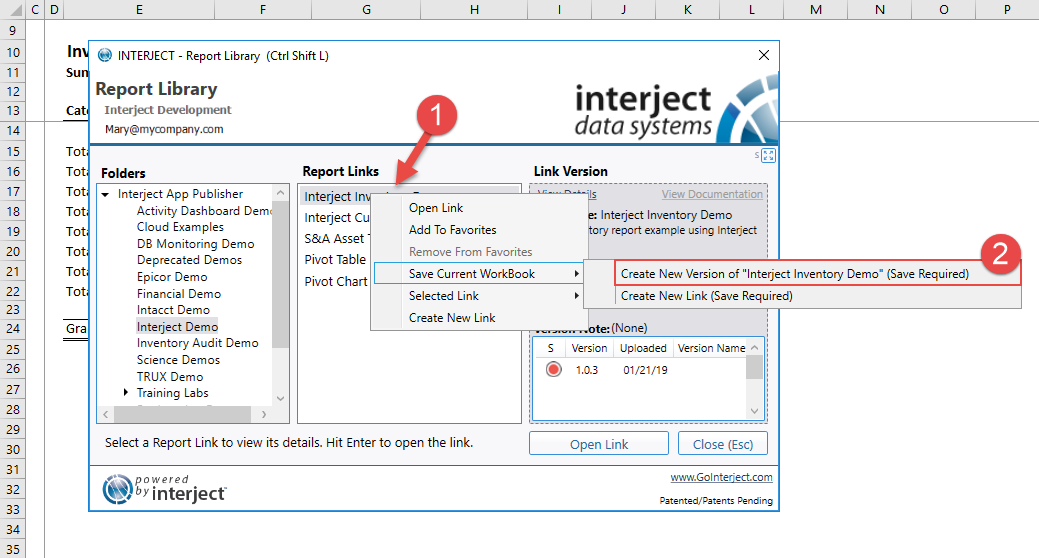 C D E F G H I J K L M N O P
9
10 Inv
11 Sum
12
13 Cate
14
15 Tota
16 Tota
17 Tota
18 Tota
19 Tota
20 Tota
21 Tota
22 Tota
23
24 Gra
25
26
27
28
29
30
31
32
33
34
35
INTERJECT - Report Library (Ctrl Shift L)
Report Library
Interject Development
Mary@mycompany.com
interject
data systems
1
Folders
Interject App Publisher
Activity Dashboard Demo
Cloud Examples
DB Monitoring Demo
Deprecated Demos
Epicor Demo
Financial Demo
Intacct Demo
Interject Demo
Inventory Audit Demo
Science Demos
TRUX Demo
Training Labs
Report Links
Interject Inv
Interject Cu
S&A Asset T
Pivot Table
Pivot Chart
Open Link
Add To Favorites
Remove From Favorites
Save Current WorkBook
Selected Link
Create New Link
2
Create New Version of "Interject Inventory Demo" (Save Required)
Create New Link (Save Required)
S
Link Version
View Details View Documentation
e: Interject Inventory Demo
tory report example using Interject
Version Note: (None)
S Version Uploaded Version Name
1.0.3 01/21/19
Select a Report Link to view its details. Hit Enter to open the link.
Open Link Close (Esc)
powered
by interject™
www.GoInterject.com
Patented/Patents Pending